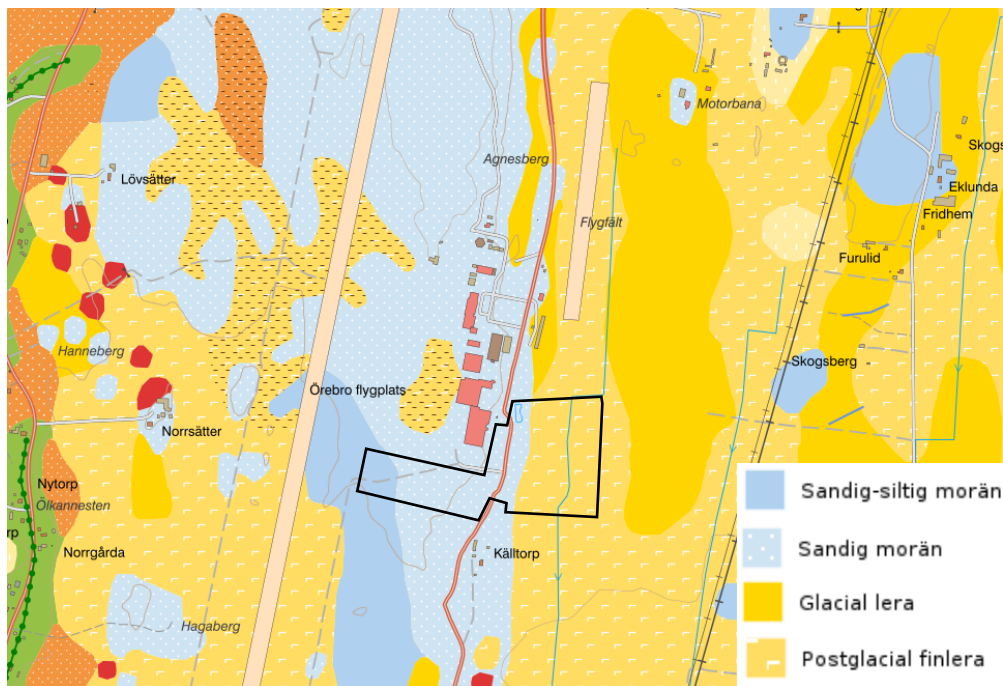 Motorbana
Skogs
Agnesberg
Lövsätter
Eklunda
Fridhem
Flygfält
Furulid
Hanneberg
Skogsberg
Örebro flygplats
Norrsätter
Nytorp
Ölkannesten
rp
Norrgårda
Källtorp
Hagaberg
Sandig-siltig morän
Sandig morän
Glacial lera
Postglacial finlera